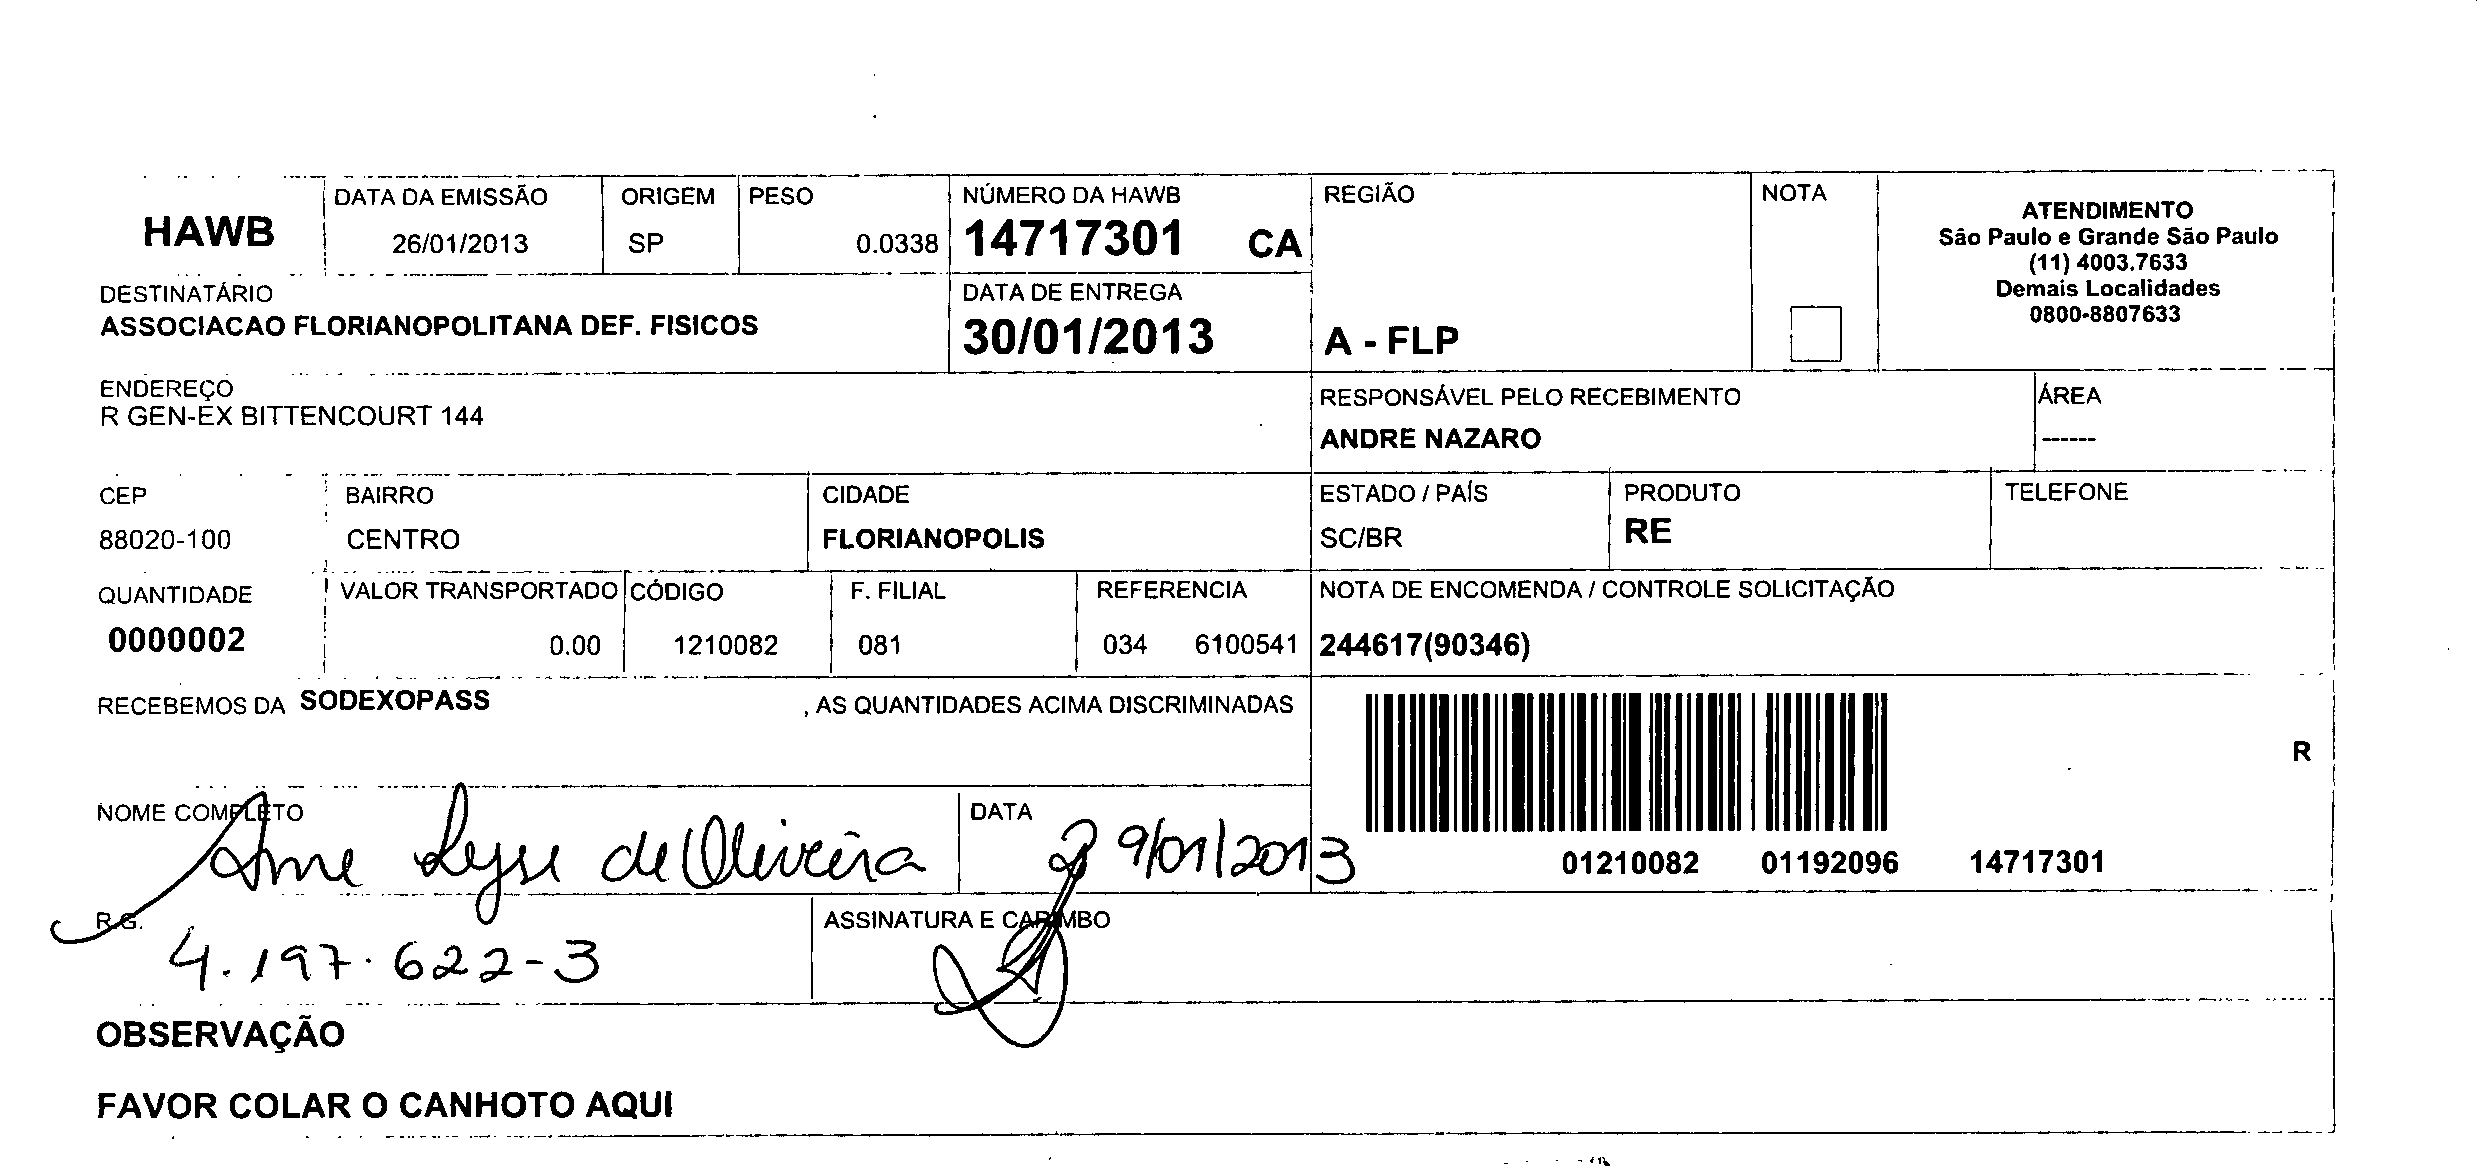 HAWB
DATA DA EMISSÃO
26/01/2013
ORIGEM
SP
PESO
0.0338
NÚMERO DA HAWB
14717301 CA
REGIÃO
A - FLP
NOTA
ATENDIMENTO
São Paulo e Grande São Paulo
(11) 4003.7633
Demais Localidades
0800-8807633
DESTINATÁRIO
ASSOCIACAO FLORIANOPOLITANA DEF. FISICOS
DATA DE ENTREGA
30/01/2013
ENDEREÇO
R GEN-EX BITTENCOURT 144
RESPONSÁVEL PELO RECEBIMENTO
ANDRE NAZARO
ÁREA
------
CEP
88020-100
BAIRRO
CENTRO
CIDADE
FLORIANOPOLIS
ESTADO / PAÍS
SC/BR
PRODUTO
RE
TELEFONE
QUANTIDADE
0000002
VALOR TRANSPORTADO
0.00
CÓDIGO
1210082
F. FILIAL
081
REFERENCIA
034 6100541
NOTA DE ENCOMENDA / CONTROLE SOLICITAÇÃO
244617(90346)
RECEBEMOS DA SODEXOPASS , AS QUANTIDADES ACIMA DISCRIMINADAS
R
01210082 01192096 14717301
NOME COMPLETO
de Oliveira
DATA
29/01/2013
R.G.
4.197.622-3
ASSINATURA E CARIMBO
OBSERVAÇÃO
FAVOR COLAR O CANHOTO AQUI